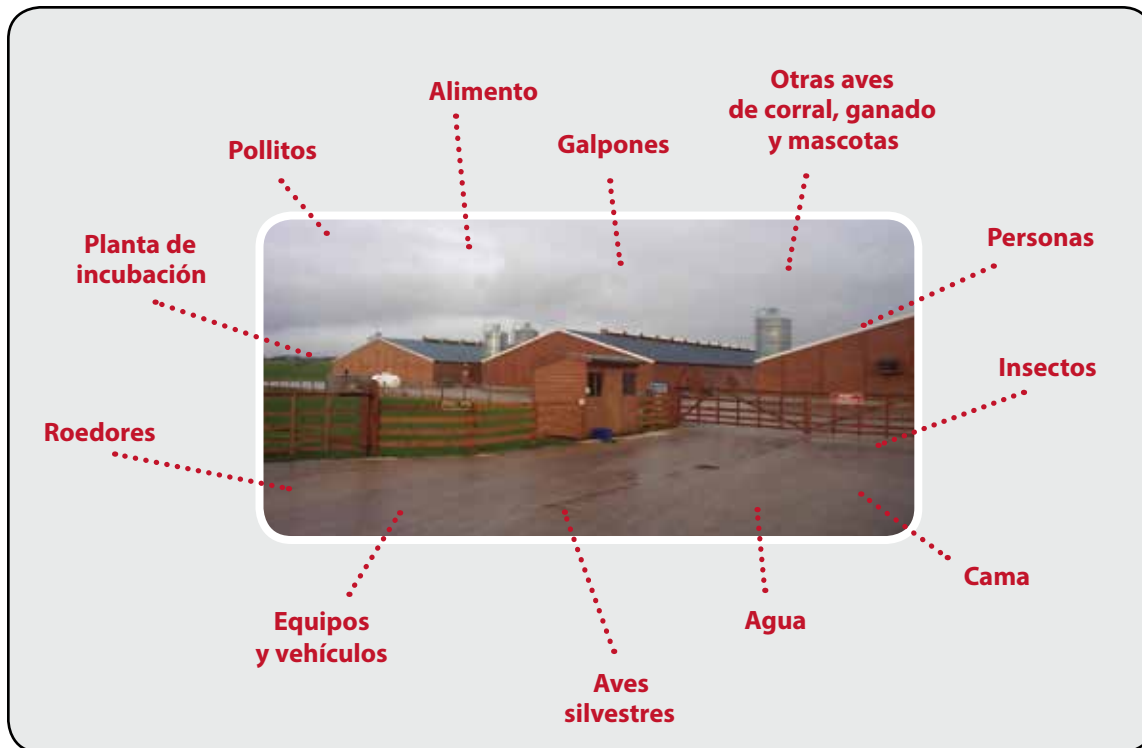 Alimento
Otras aves
de corral, ganado
y mascotas
Pollitos
Galpones
Planta de
incubación
Personas
Insectos
Roedores
Cama
Equipos
y vehículos
Agua
Aves
silvestres